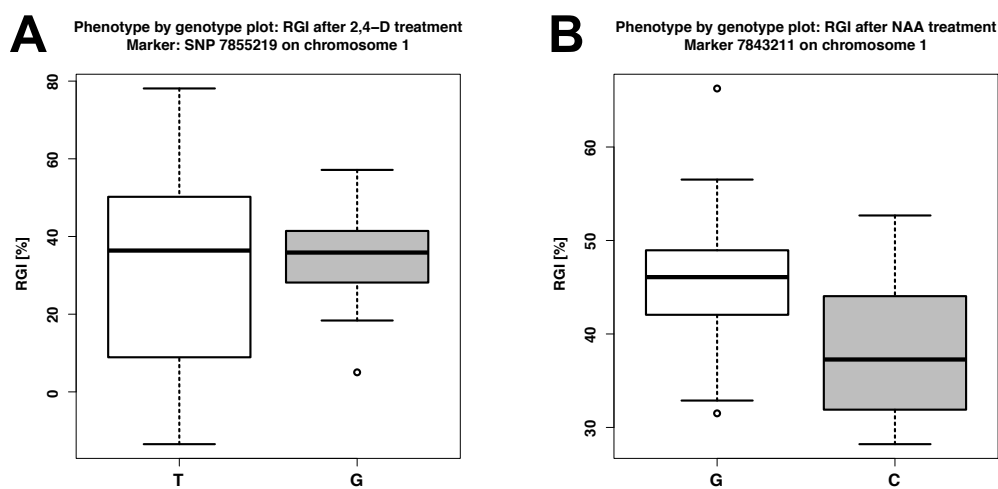 A
Phenotype by genotype plot: RGI after 2,4−D treatment
Marker: SNP 7855219 on chromosome 1
RGI [%]
80
60
40
20
0
T
G
B
Phenotype by genotype plot: RGI after NAA treatment
Marker 7843211 on chromosome 1
RGI [%]
60
50
40
30
G
C